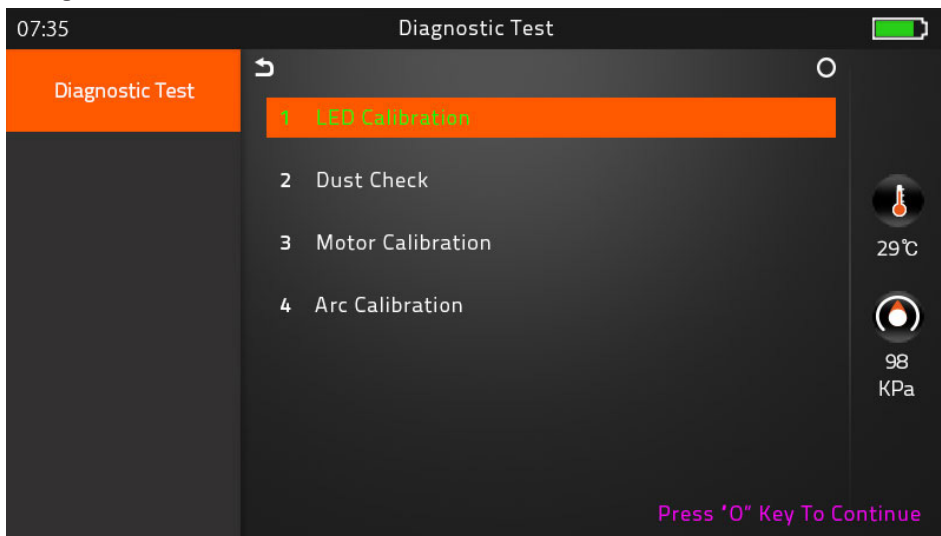 07:35
Diagnostic Test
Diagnostic Test
1 LED Calibration
2 Dust Check
3 Motor Calibration
4 Arc Calibration
29℃
98
KPa
Press "O" Key To Continue